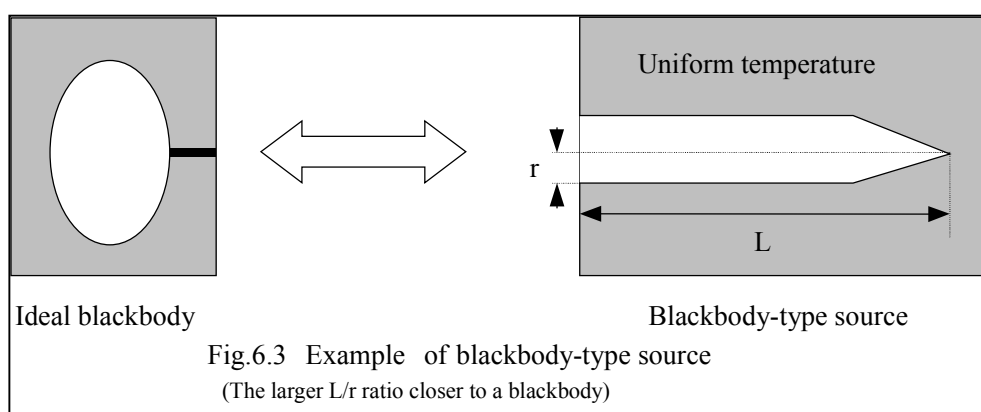 Uniform temperature
r
L
Ideal blackbody Blackbody-type source
Fig.6.3 Example of blackbody-type source
(The larger L/r ratio closer to a blackbody)